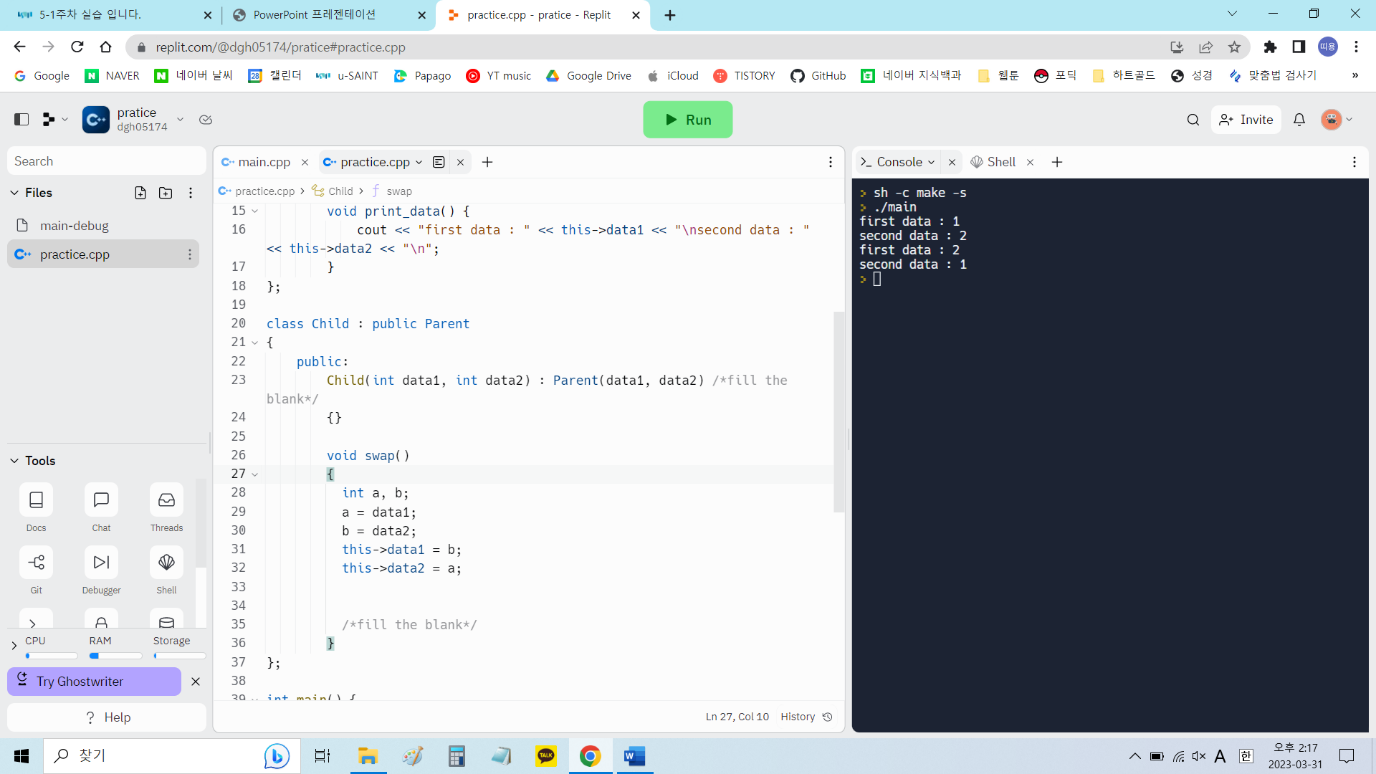 5-1주차 실습 입니다.
PowerPoint 프레젠테이션
practice.cpp - pratice - Replit
replit.com/@dgh05174/pratice#practice.cpp
띠용
Google
NAVER
네이버 날씨
28
캘린더
u-SAINT
Papago
YT music
Google Drive
iCloud
TISTORY
GitHub
네이버 지식백과
웹툰
포딕
하트골드
성경
맞춤법 검사기
»
pratice
dgh05174
Run
Invite
Search
Files
main-debug
practice.cpp
Tools
Docs
Chat
Threads
Git
Debugger
Shell
CPU
RAM
Storage
Try Ghostwriter
? Help
main.cpp
practice.cpp
practice.cpp > Child > swap
15 void print_data() {
16 cout << "first data : " << this->data1 << "\nsecond data : "
<< this->data2 << "\n";
17 }
18 };
19
20 class Child : public Parent
21 {
22 public:
23 Child(int data1, int data2) : Parent(data1, data2) /*fill the
blank*/
24 {}
25
26 void swap()
27 {
28 int a, b;
29 a = data1;
30 b = data2;
31 this->data1 = b;
32 this->data2 = a;
33
34
35 /*fill the blank*/
36 }
37 };
38
39 int main() {
Ln 27, Col 10 History
Console
Shell
> sh -c make -s
> ./main
first data : 1
second data : 2
first data : 2
second data : 1
>
찾기
TALK
A
한
오후 2:17
2023-03-31